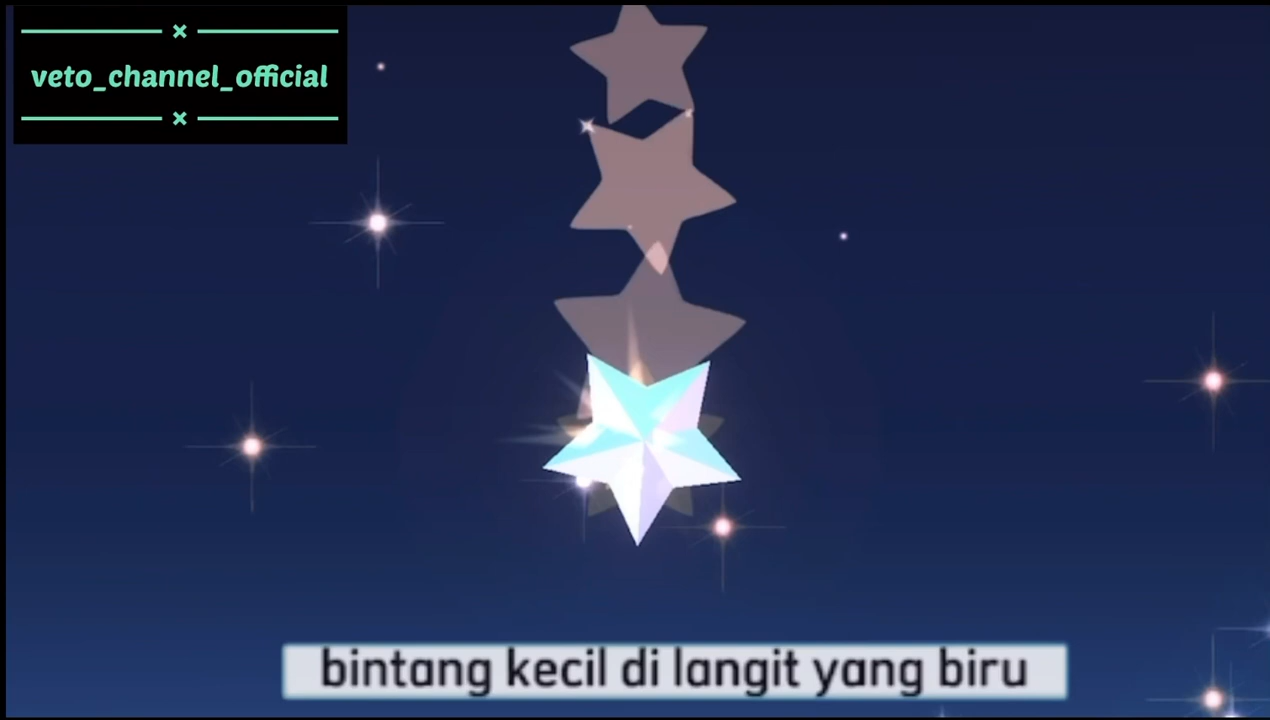 veto_channel_official
bintang kecil di langit yang biru